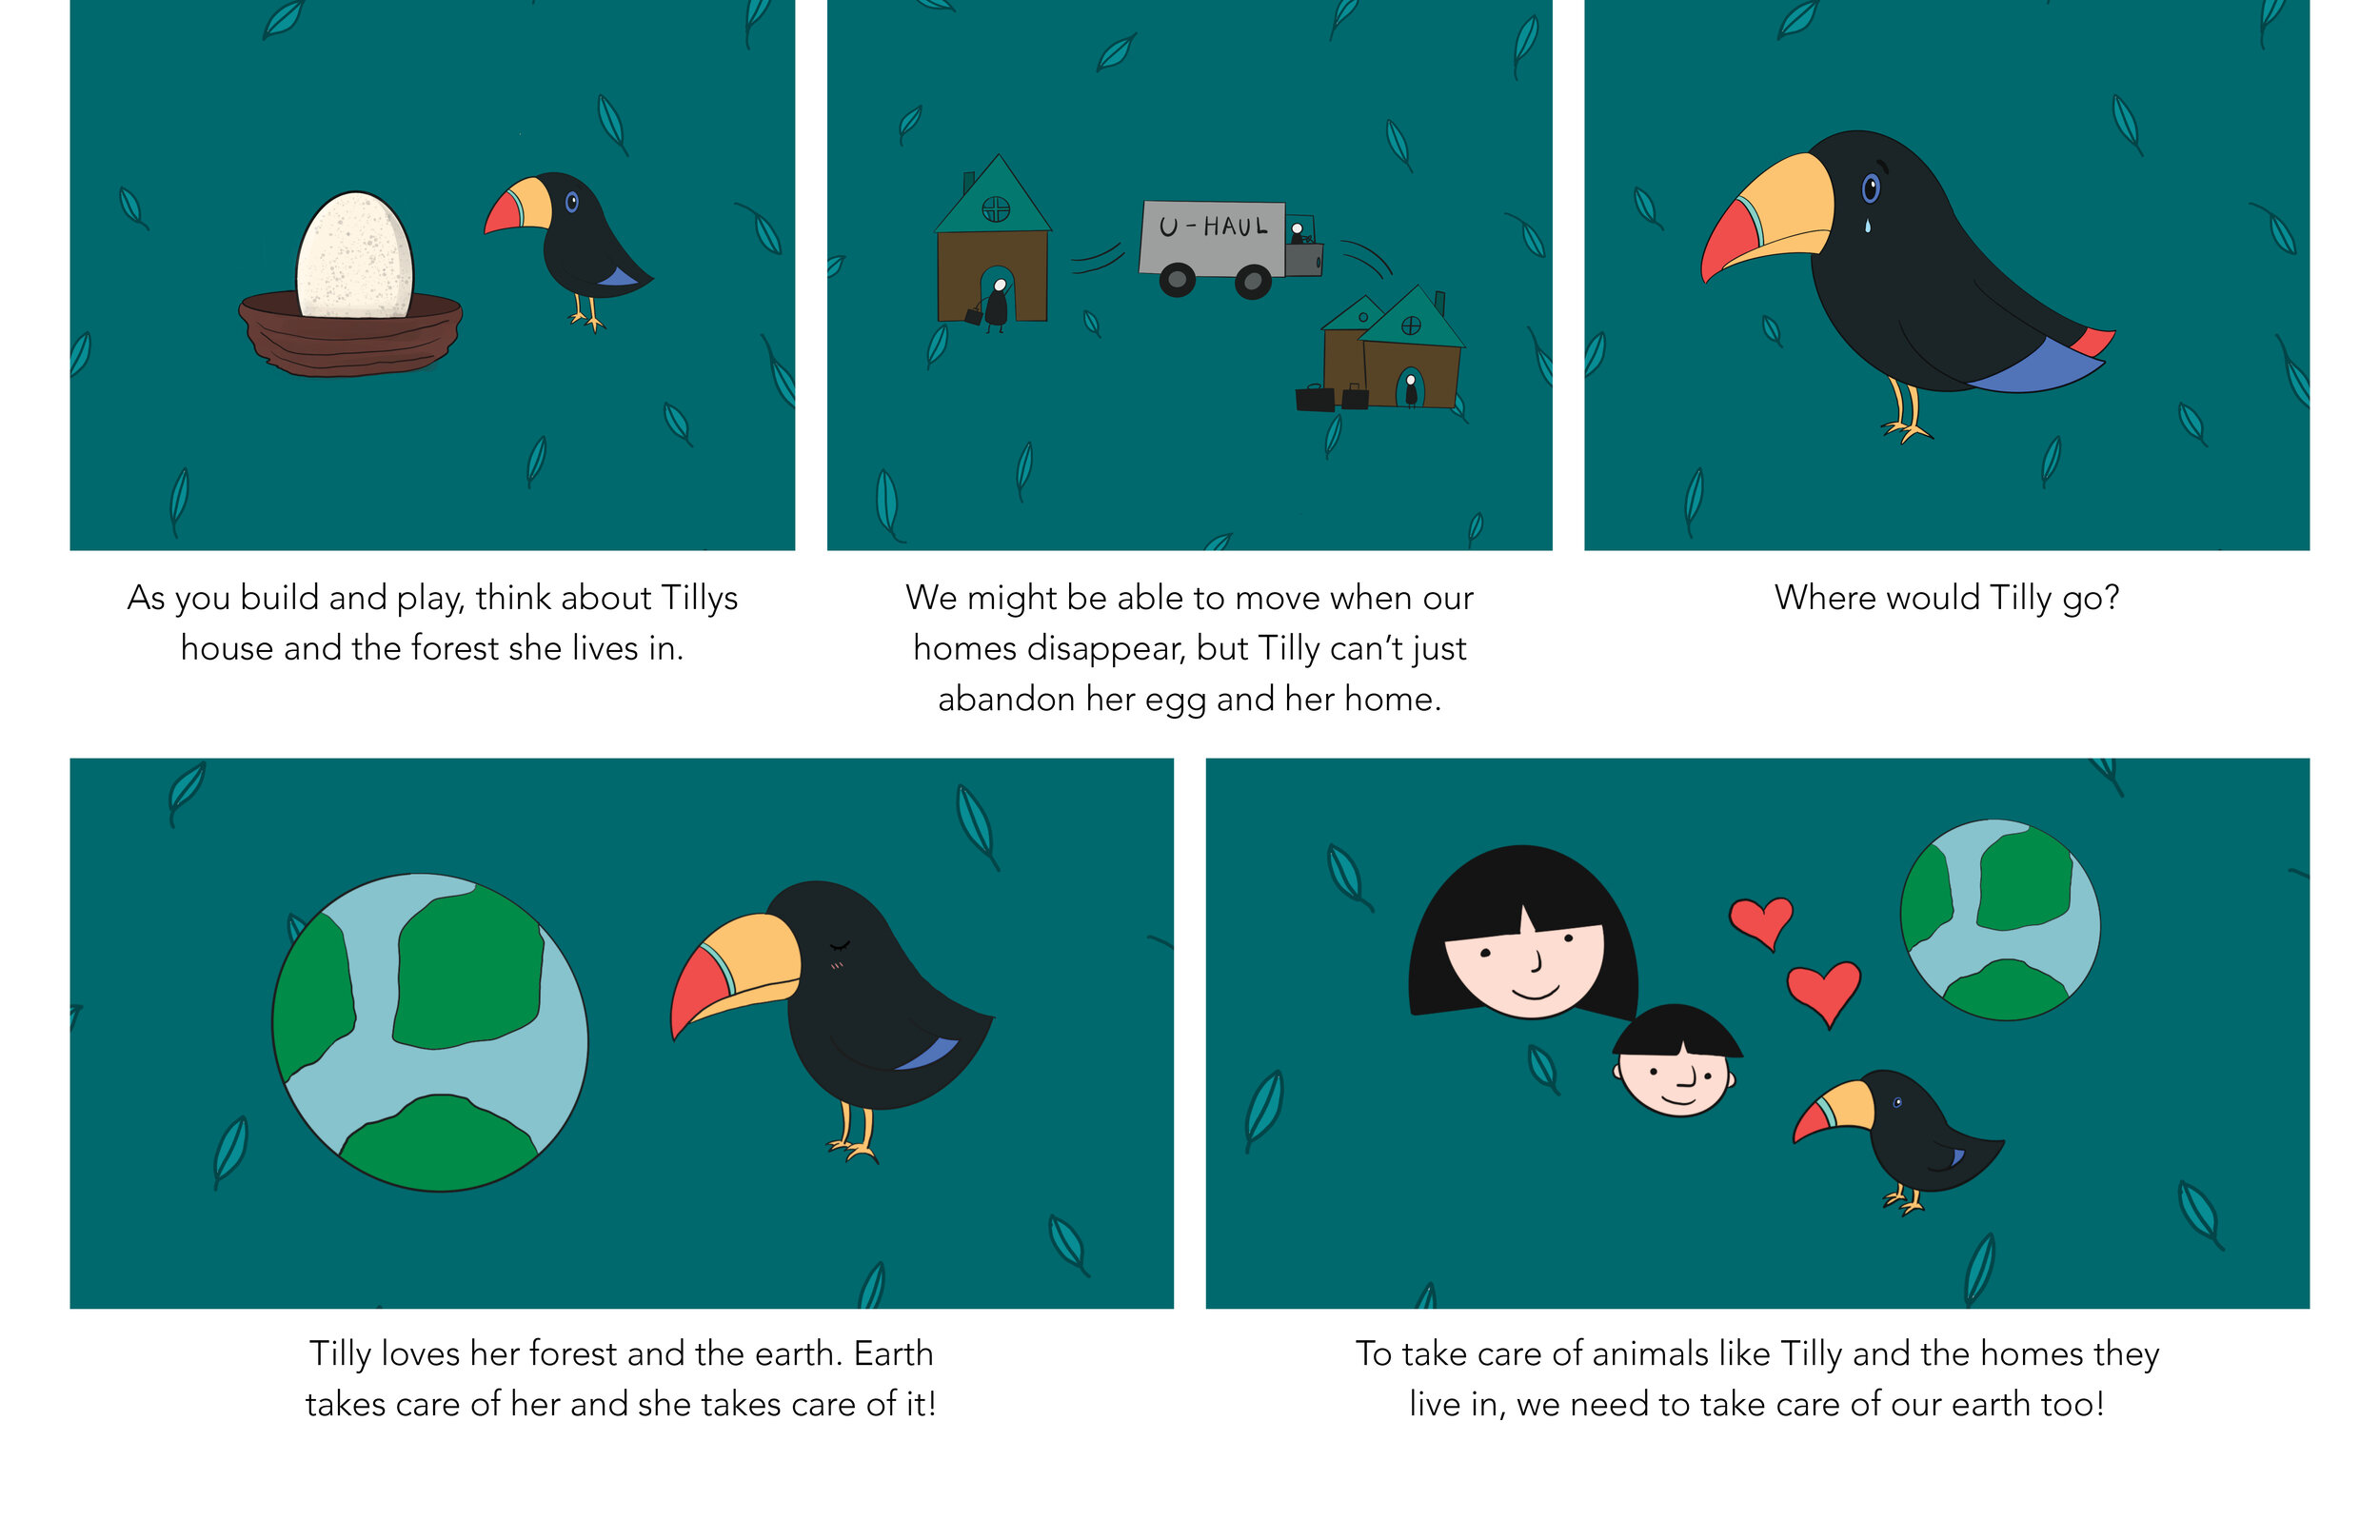 U-HAUL
As you build and play, think about Tillys
house and the forest she lives in.
We might be able to move when our
homes disappear, but Tilly can’t just
abandon her egg and her home.
Where would Tilly go?
Tilly loves her forest and the earth. Earth
takes care of her and she takes care of it!
To take care of animals like Tilly and the homes they
live in, we need to take care of our earth too!